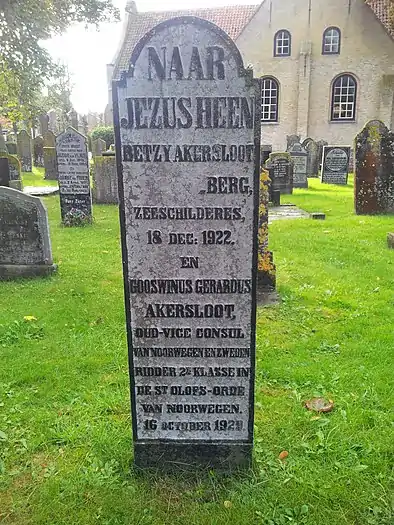 NAAR
JEZUS HEEN
BETZY AKERSLOOT
BERG,
ZEESCHILDERES.
18 DEC: 1922.
EN
GOOSWINUS GERARDUS
AKERSLOOT,
OUD-VICE CONSUL
VAN NOORWEGEN EN ZWEDEN
RIDDER 2E KLASSE IN
DE ST OLOFS-ORDE
VAN NOORWEGEN.
16 OCTOBER 1929.